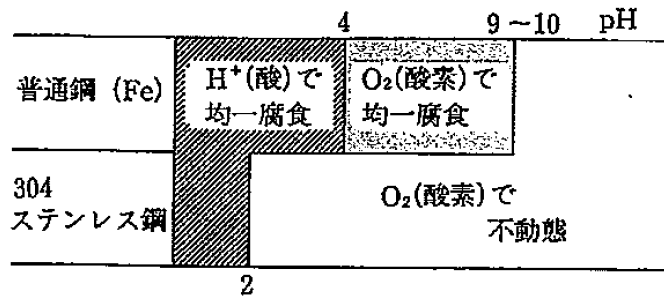 4
9～10
pH
普通鋼 (Fe)
H⁺(酸)で
均一腐食
O₂(酸素)で
均一腐食
304
ステンレス鋼
O₂(酸素)で
不動態
2